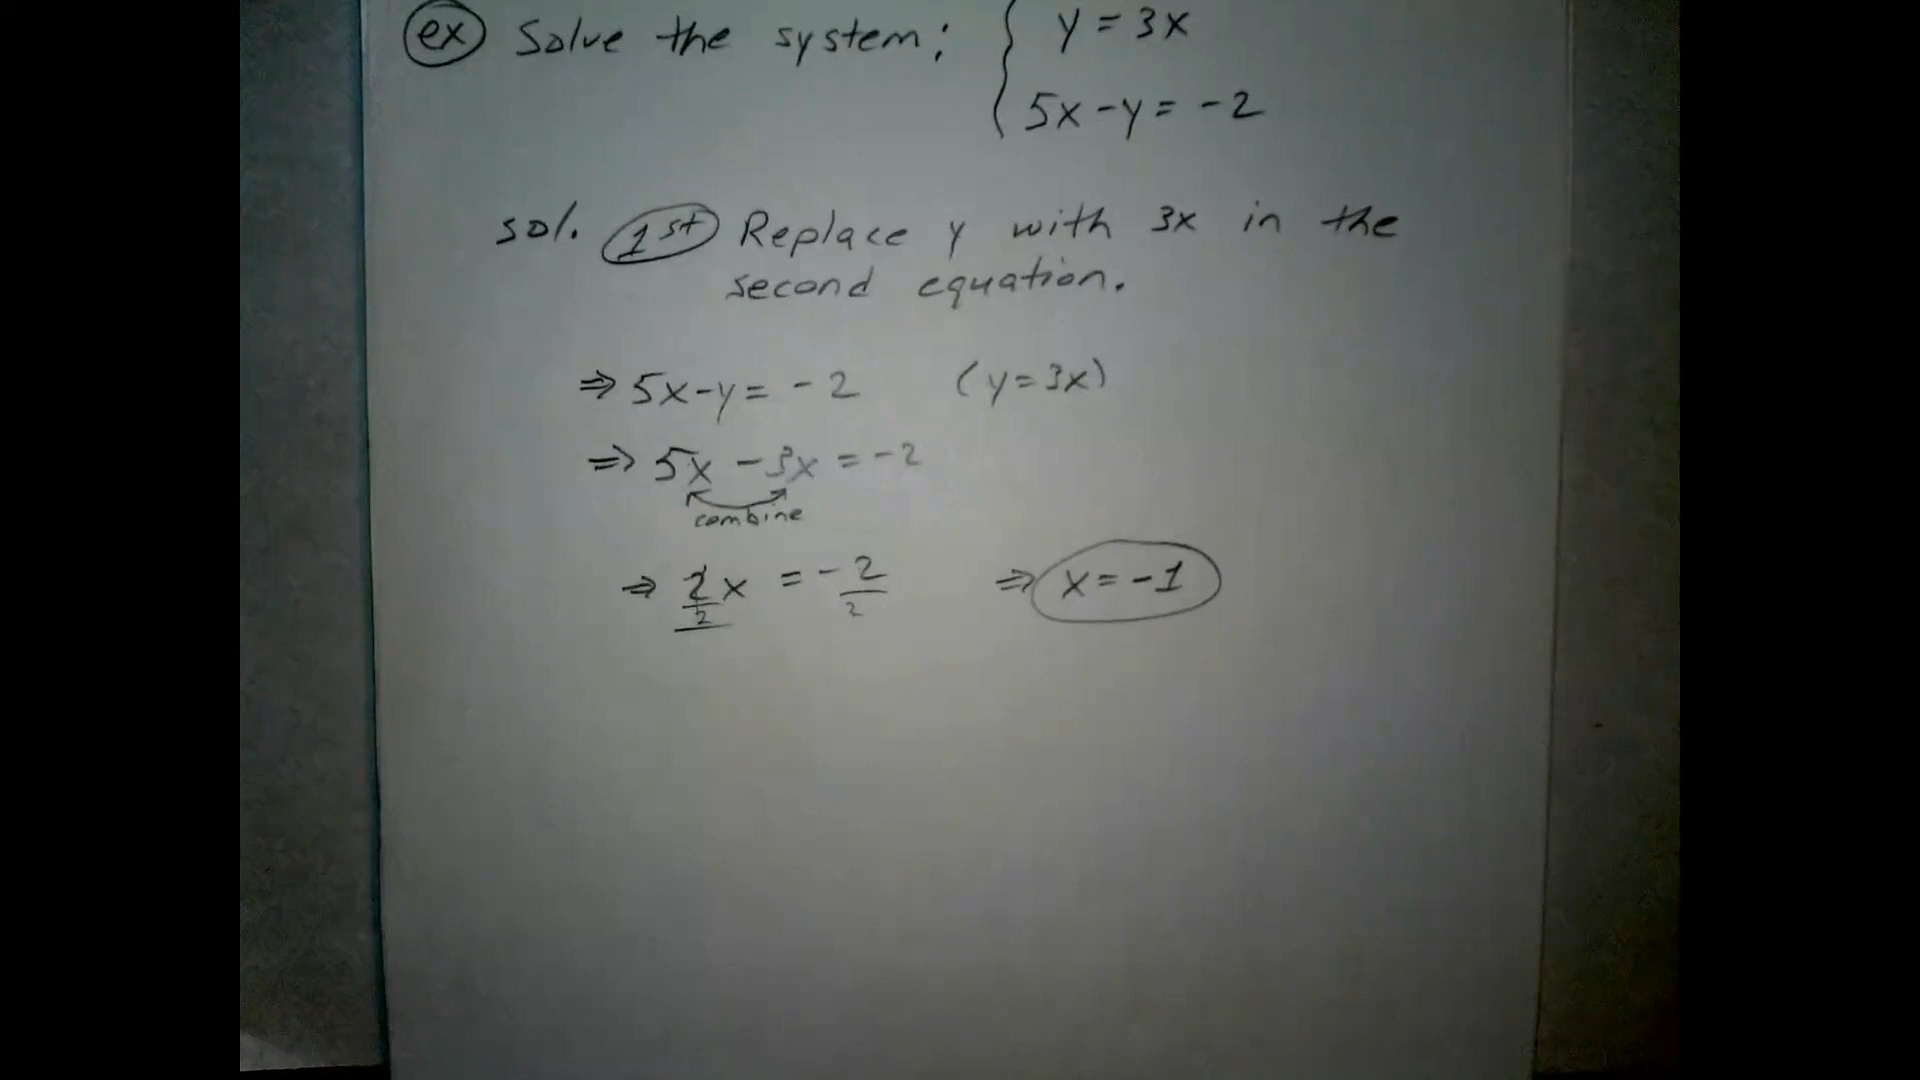 ex Solve the system: { y = 3x
5x - y = -2
sol. 1st Replace y with 3x in the
second equation.
⇒ 5x - y = -2 (y = 3x)
⇒ 5x - 3x = -2
combine
⇒ 2x = -2 ⇒ x = -1
2 2